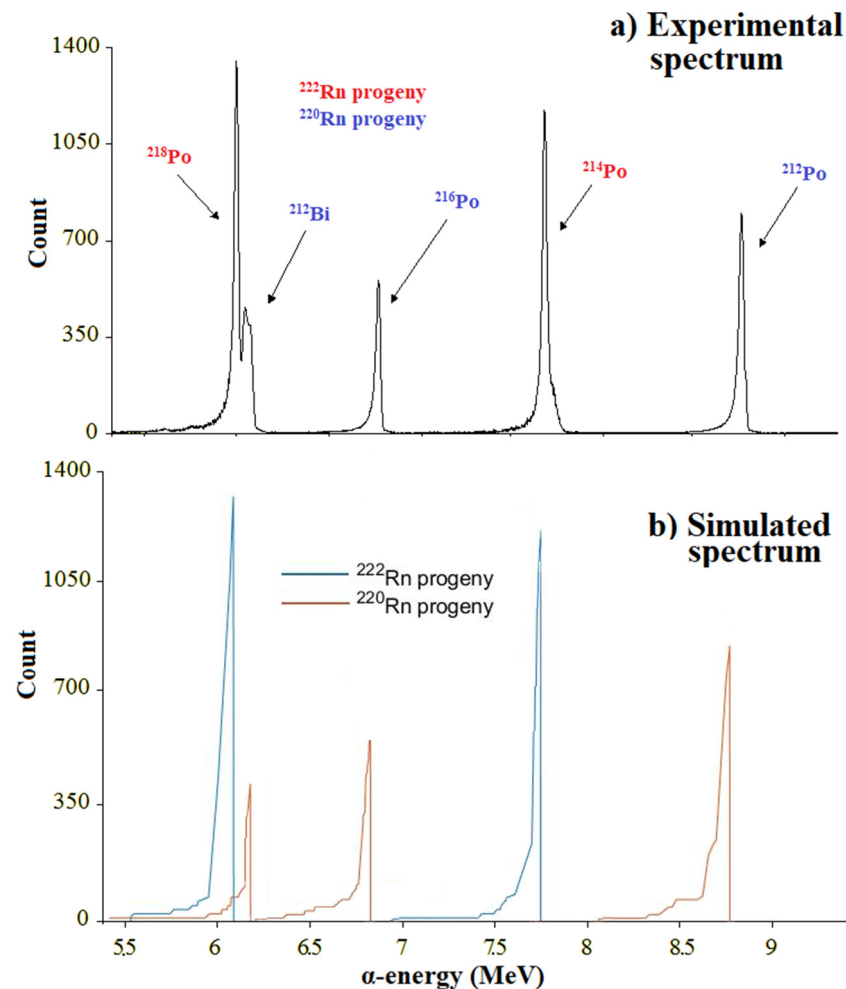 a) Experimental
spectrum
1400
1050
700
350
0
Count
²²²Rn progeny
²²⁰Rn progeny
²¹⁸Po
²¹²Bi
²¹⁶Po
²¹⁴Po
²¹²Po
b) Simulated
spectrum
1400
1050
700
350
0
Count
²²²Rn progeny
²²⁰Rn progeny
5.5 6 6.5 7 7.5 8 8.5 9
α-energy (MeV)